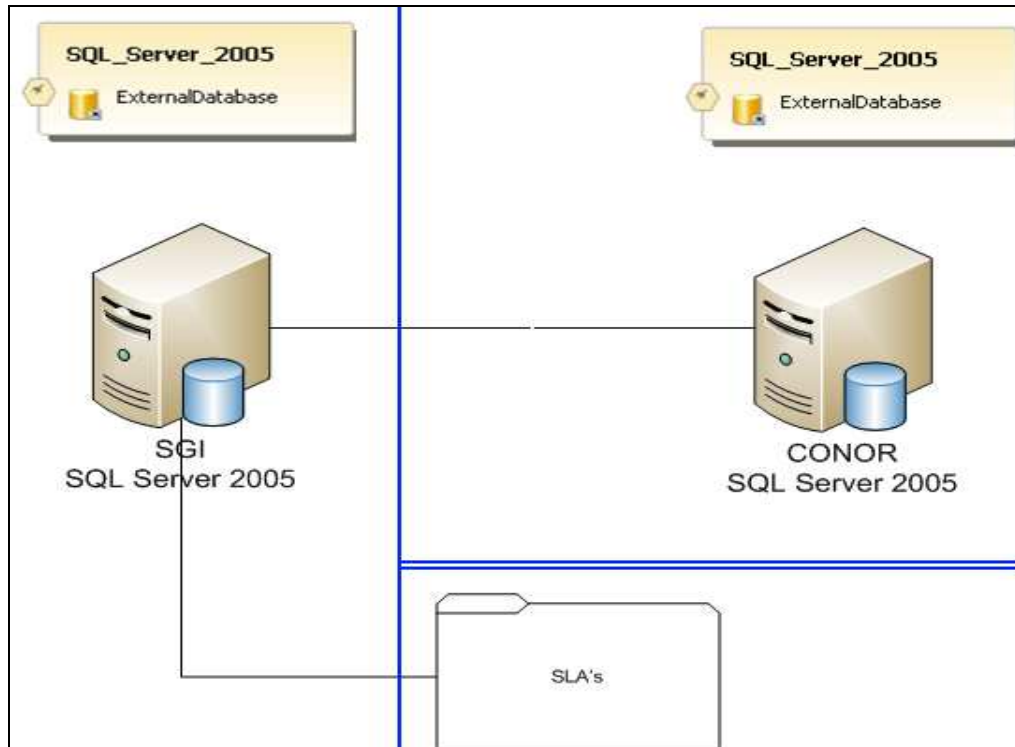 SQL_Server_2005
ExternalDatabase
SQL_Server_2005
ExternalDatabase
SGI
SQL Server 2005
CONOR
SQL Server 2005
SLA's